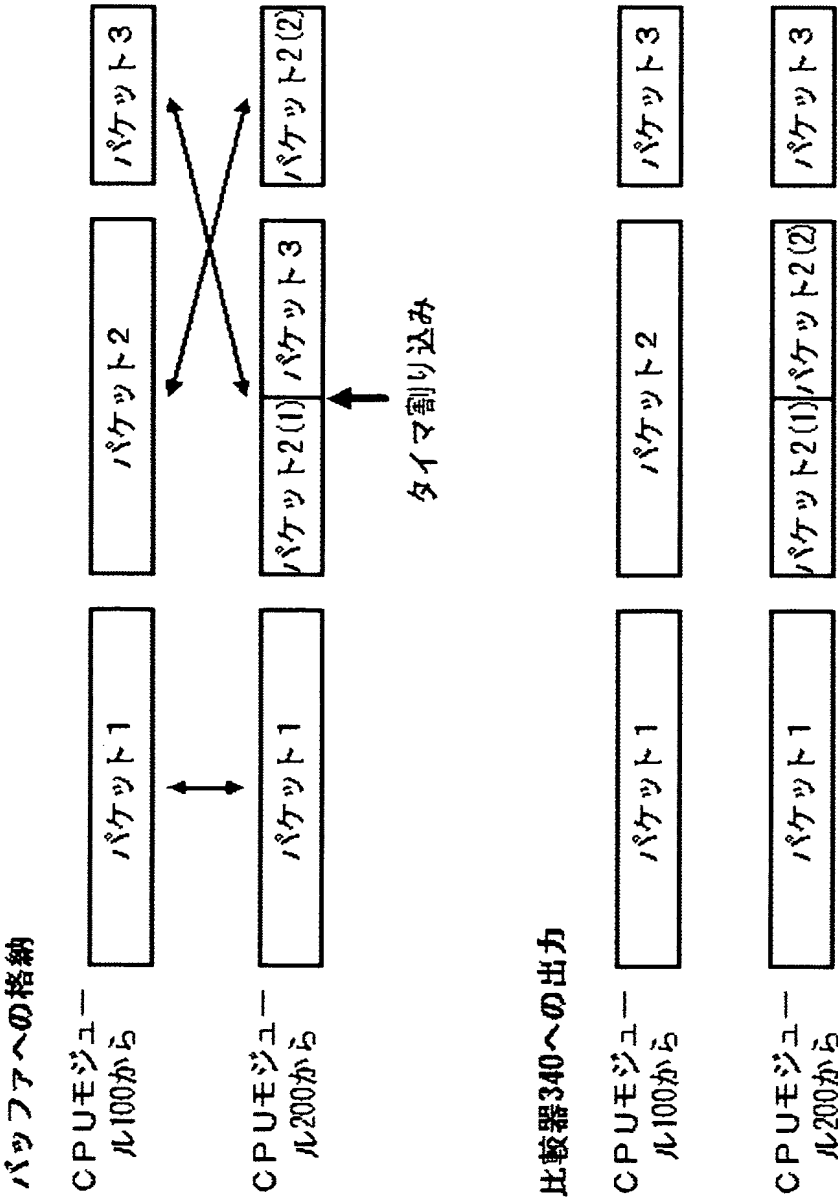 バッファへの格納
CPUモジュー
ル100から
パケット1
パケット2
パケット3
CPUモジュー
ル200から
パケット1
パケット2(1)
パケット3
パケット2(2)
タイマ割り込み
比較器340への出力
CPUモジュー
ル100から
パケット1
パケット2
パケット3
CPUモジュー
ル200から
パケット1
パケット2(1)
パケット2(2)
パケット3